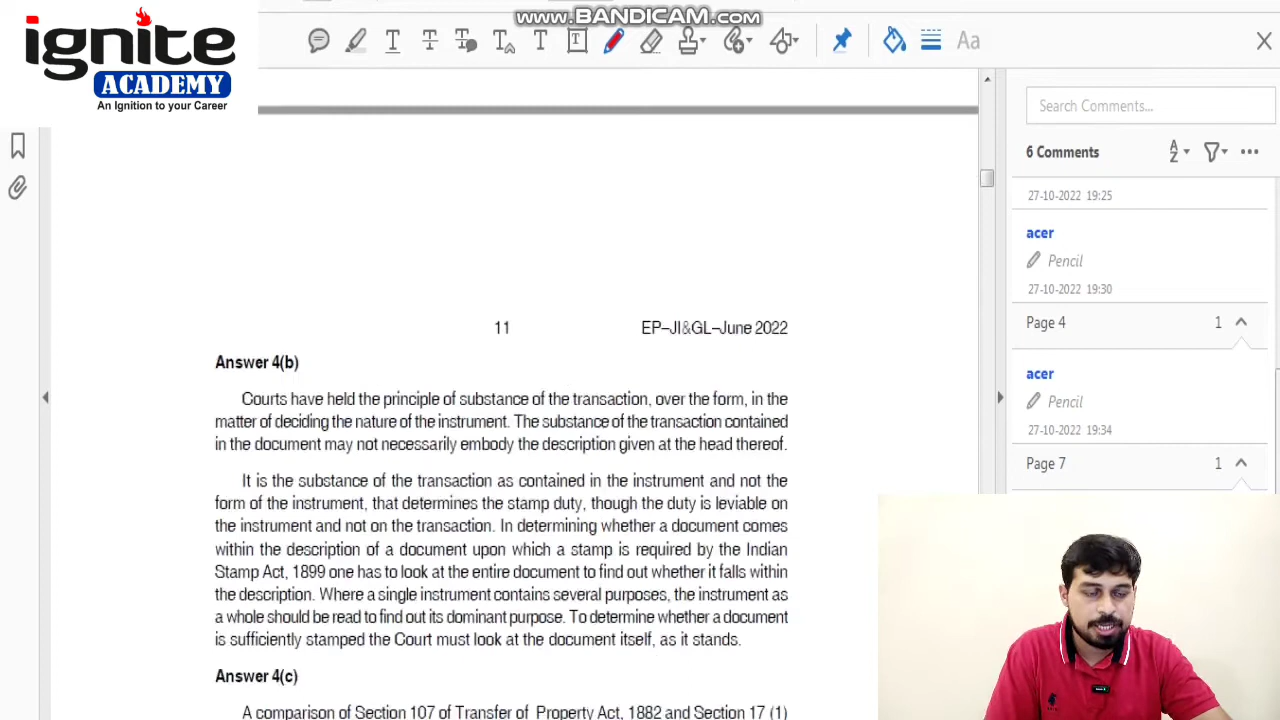 www.BANDICAM.com
ignite
ACADEMY
An Ignition to your Career
T
T
T
T
T
T
Aa
Search Comments...
6 Comments
A
Z
27-10-2022 19:25
acer
Pencil
27-10-2022 19:30
Page 4 1
acer
Pencil
27-10-2022 19:34
Page 7 1
11 EP–JI&GL–June 2022
Answer 4(b)
Courts have held the principle of substance of the transaction, over the form, in the
matter of deciding the nature of the instrument. The substance of the transaction contained
in the document may not necessarily embody the description given at the head thereof.
It is the substance of the transaction as contained in the instrument and not the
form of the instrument, that determines the stamp duty, though the duty is leviable on
the instrument and not on the transaction. In determining whether a document comes
within the description of a document upon which a stamp is required by the Indian
Stamp Act, 1899 one has to look at the entire document to find out whether it falls within
the description. Where a single instrument contains several purposes, the instrument as
a whole should be read to find out its dominant purpose. To determine whether a document
is sufficiently stamped the Court must look at the document itself, as it stands.
Answer 4(c)
A comparison of Section 107 of Transfer of Property Act, 1882 and Section 17 (1)